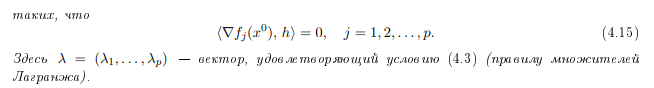 таких, что
⟨∇f_j(x^0), h⟩ = 0, j = 1, 2, . . . , p. (4.15)
Здесь λ = (λ_1, . . . , λ_p) — вектор, удовлетворяющий условию (4.3) (правилу множителей
Лагранжа).